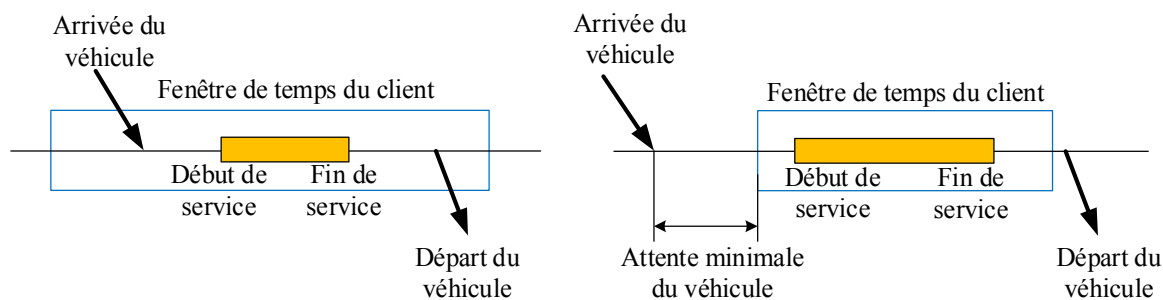 Arrivée du
véhicule
Fenêtre de temps du client
Début de
service
Fin de
service
Départ du
véhicule
Arrivée du
véhicule
Fenêtre de temps du client
Début de
service
Fin de
service
Attente minimale
du véhicule
Départ du
véhicule